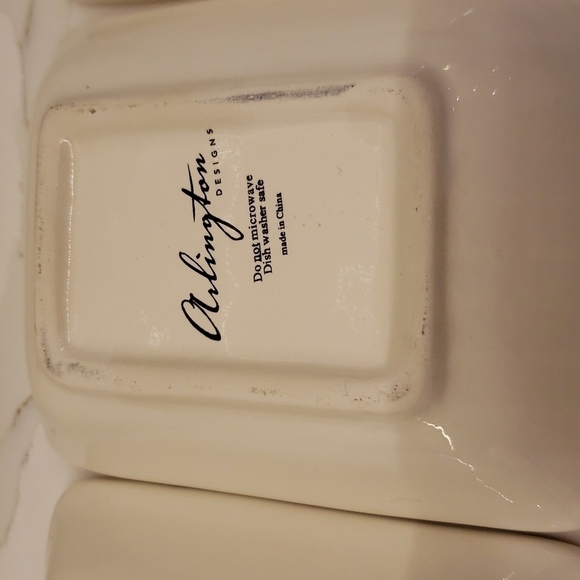 Arlington
DESIGNS
Do not microwave
Dish washer safe
made in China